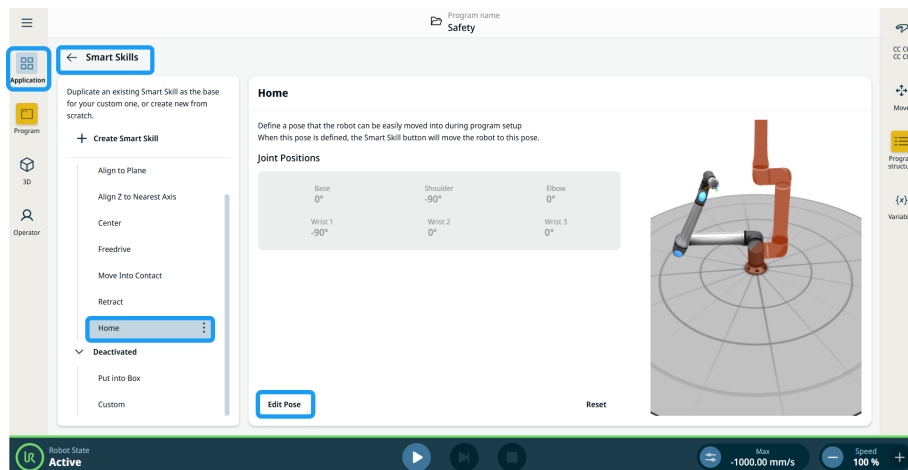 Program name
Safety
Application
Program
3D
Operator
← Smart Skills
Duplicate an existing Smart Skill as the base
for your custom one, or create new from
scratch.
+ Create Smart Skill
Align to Plane
Align Z to Nearest Axis
Center
Freedrive
Move Into Contact
Retract
Home
Deactivated
Put into Box
Custom
Home
Define a pose that the robot can be easily moved into during program setup
When this pose is defined, the Smart Skill button will move the robot to this pose.
Joint Positions
Base Shoulder Elbow
0° -90° 0°
Wrist 1 Wrist 2 Wrist 3
-90° 0° 0°
Edit Pose Reset
Move
{x}
UR
Robot State
Active
Max
-1000.00 mm/s
Speed
100 %